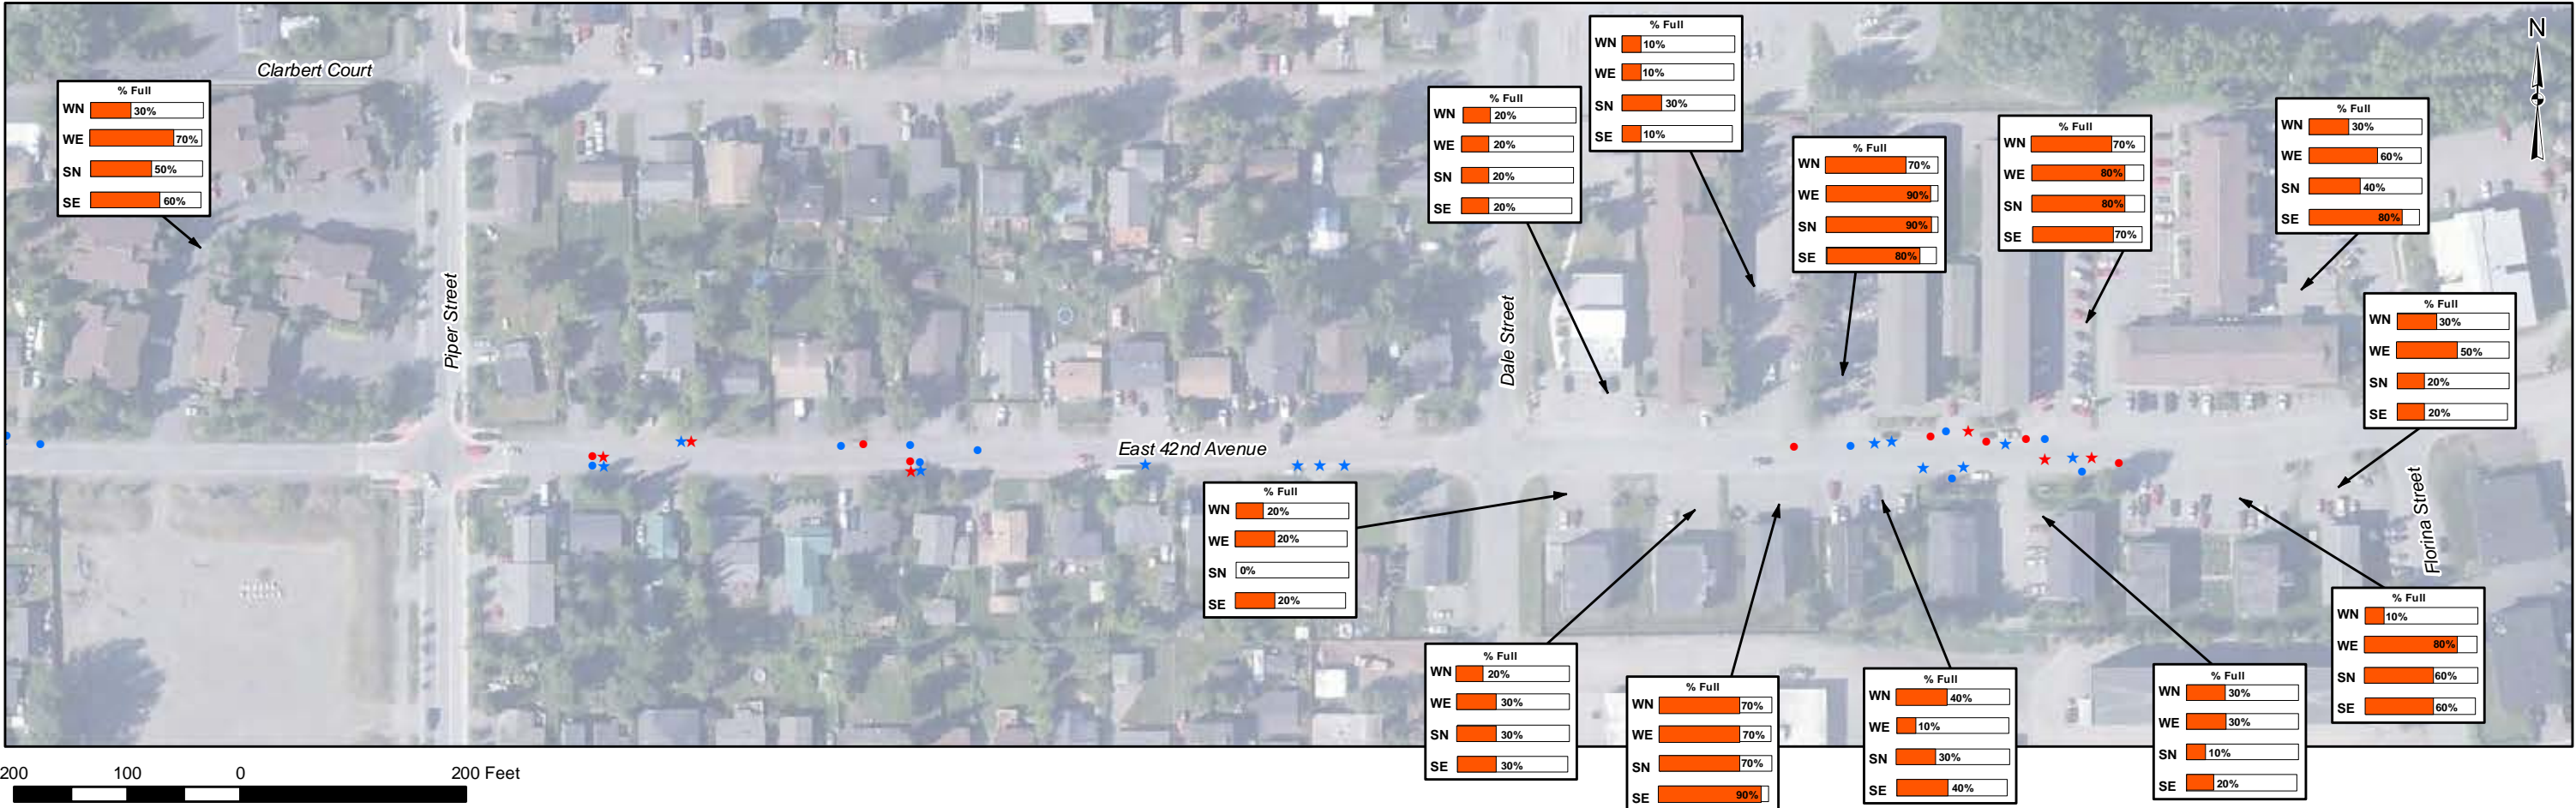 N
Clarbert Court
Piper Street
Dale Street
East 42nd Avenue
Florina Street
% Full
WN 30%
WE 70%
SN 50%
SE 60%
% Full
WN 20%
WE 20%
SN 20%
SE 20%
% Full
WN 10%
WE 10%
SN 30%
SE 10%
% Full
WN 70%
WE 90%
SN 90%
SE 80%
% Full
WN 70%
WE 80%
SN 80%
SE 70%
% Full
WN 30%
WE 60%
SN 40%
SE 80%
% Full
WN 30%
WE 50%
SN 20%
SE 20%
% Full
WN 20%
WE 20%
SN 0%
SE 20%
% Full
WN 20%
WE 30%
SN 30%
SE 30%
% Full
WN 70%
WE 70%
SN 70%
SE 90%
% Full
WN 40%
WE 10%
SN 30%
SE 40%
% Full
WN 30%
WE 30%
SN 10%
SE 20%
% Full
WN 10%
WE 80%
SN 60%
SE 60%
200 100 0 200 Feet